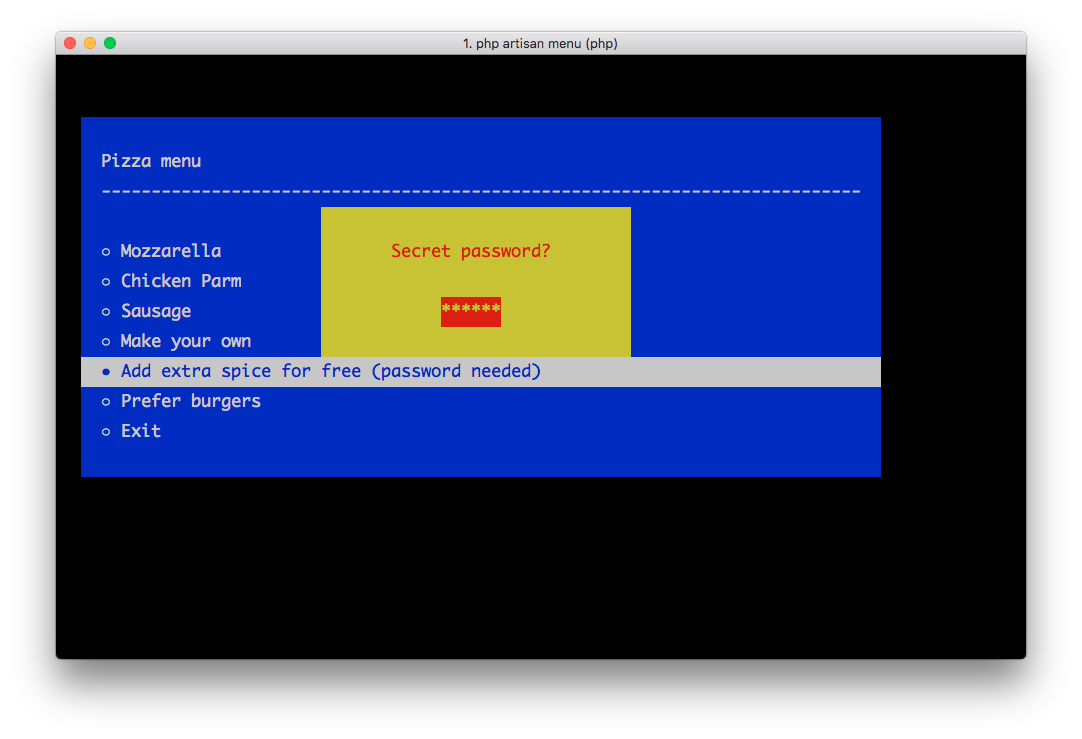 1. php artisan menu (php)
Pizza menu
----------------------------------------------------------------------------
○ Mozzarella
Secret password?
○ Chicken Parm
○ Sausage
******
○ Make your own
● Add extra spice for free (password needed)
○ Prefer burgers
○ Exit